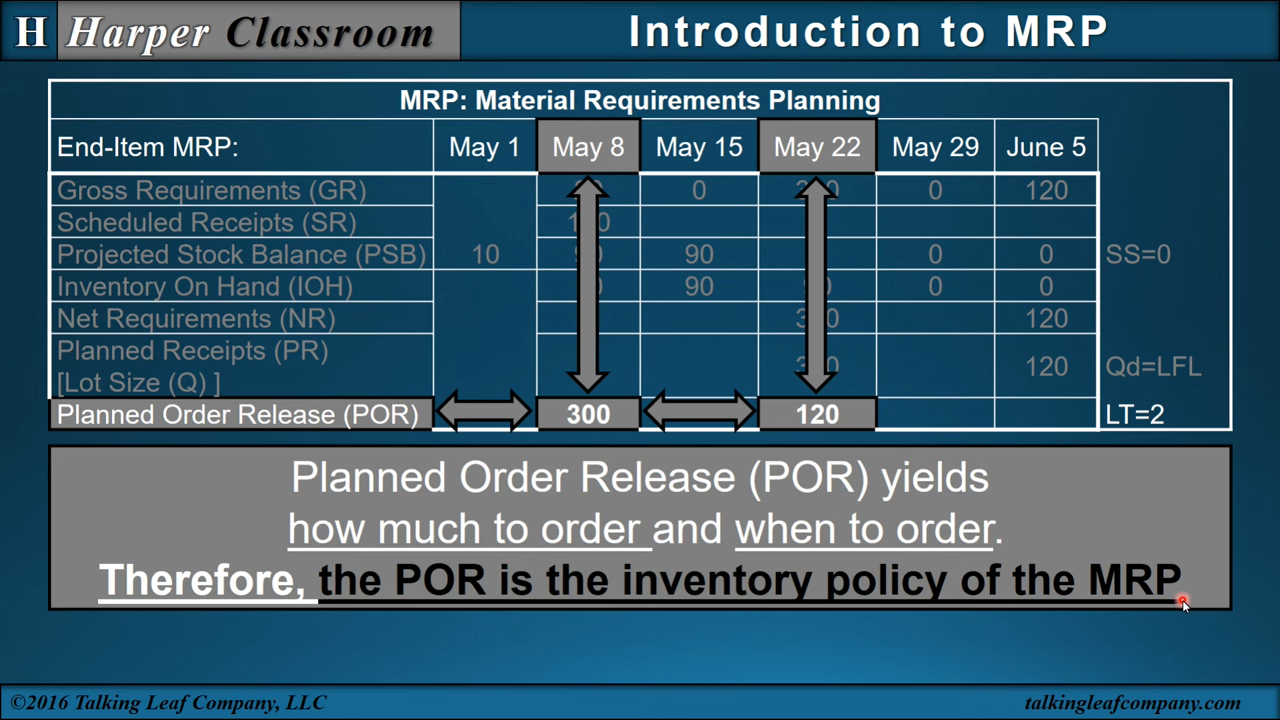 H Harper Classroom
Introduction to MRP
MRP: Material Requirements Planning
End-Item MRP: May 1 May 8 May 15 May 22 May 29 June 5
Gross Requirements (GR) 0 0 120
Scheduled Receipts (SR)
Projected Stock Balance (PSB) 10 90 0 0 SS=0
Inventory On Hand (IOH) 90 0 0
Net Requirements (NR) 120
Planned Receipts (PR)
[Lot Size (Q) ] 120 Qd=LFL
Planned Order Release (POR) 300 120 LT=2
Planned Order Release (POR) yields
how much to order and when to order.
Therefore, the POR is the inventory policy of the MRP.
©2016 Talking Leaf Company, LLC
talkingleafcompany.com